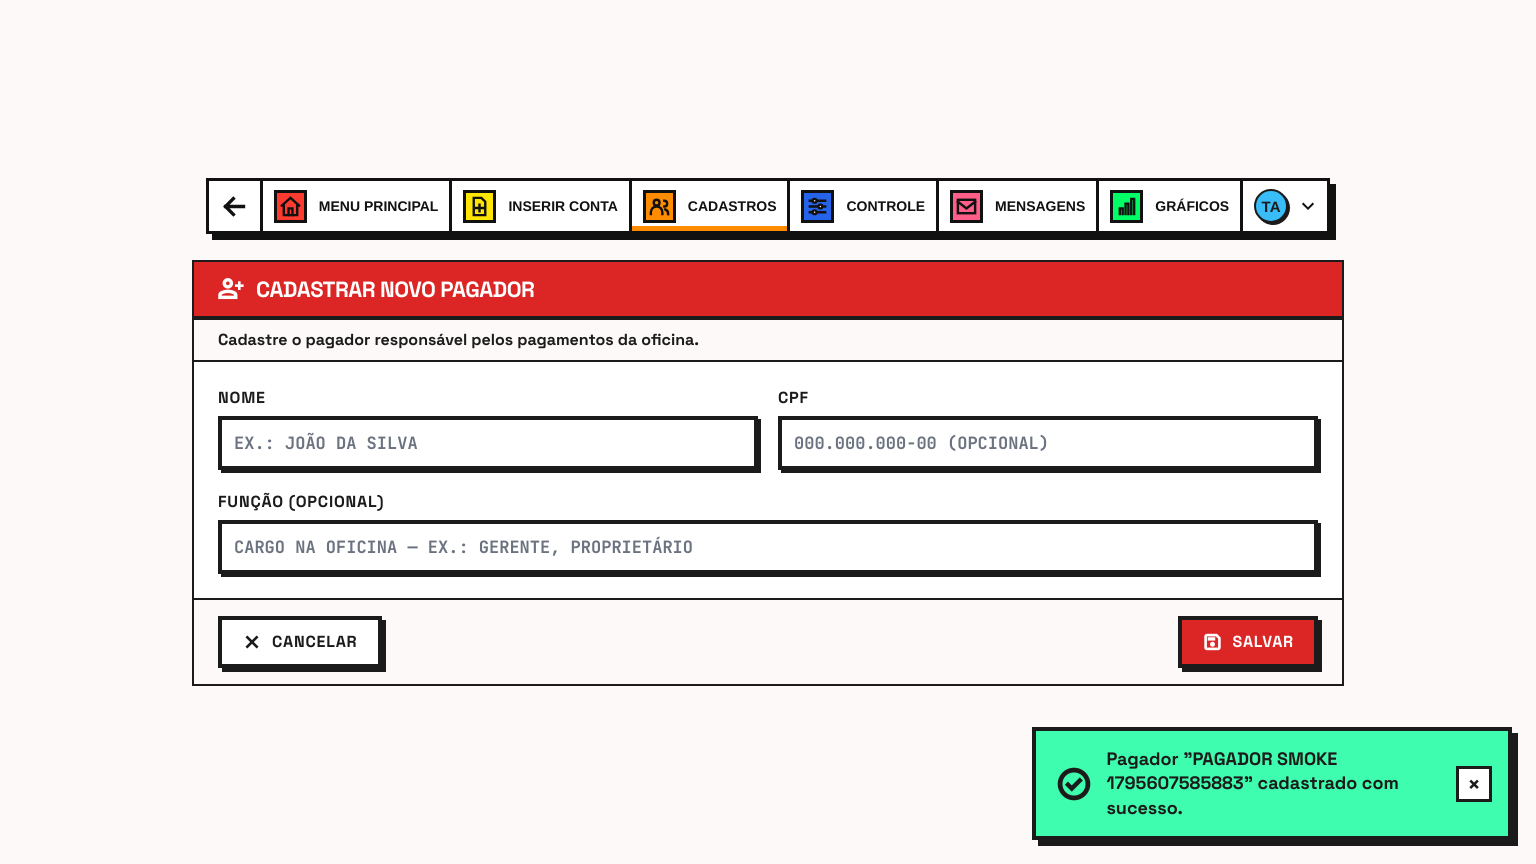 MENU PRINCIPAL
INSERIR CONTA
CADASTROS
CONTROLE
MENSAGENS
GRÁFICOS
TA
CADASTRAR NOVO PAGADOR
Cadastre o pagador responsável pelos pagamentos da oficina.
NOME
CPF
EX.: JOÃO DA SILVA
000.000.000-00 (OPCIONAL)
FUNÇÃO (OPCIONAL)
CARGO NA OFICINA — EX.: GERENTE, PROPRIETÁRIO
CANCELAR
SALVAR
Pagador "PAGADOR SMOKE
1795607585883" cadastrado com
sucesso.